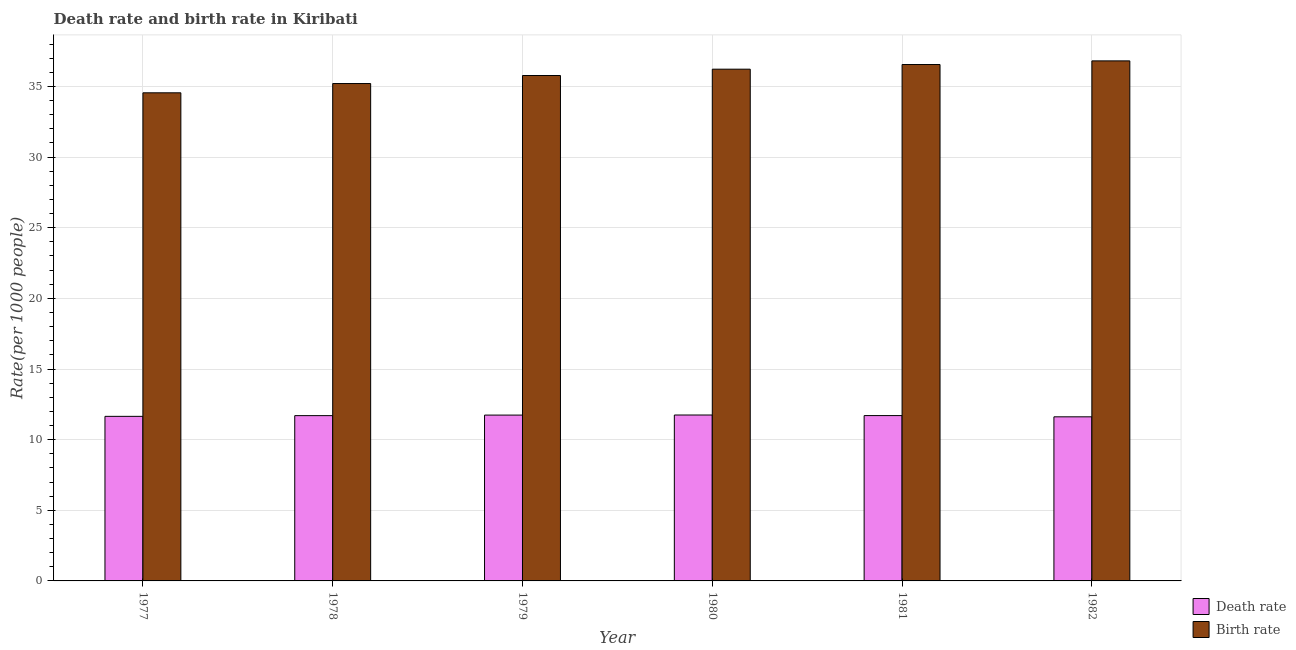 Death rate and birth rate in Kiribati
Rate(per 1000 people)
35
30
25
20
15
10
5
0
1977
1978
1979
1980
1981
1982
Year
Death rate
Birth rate